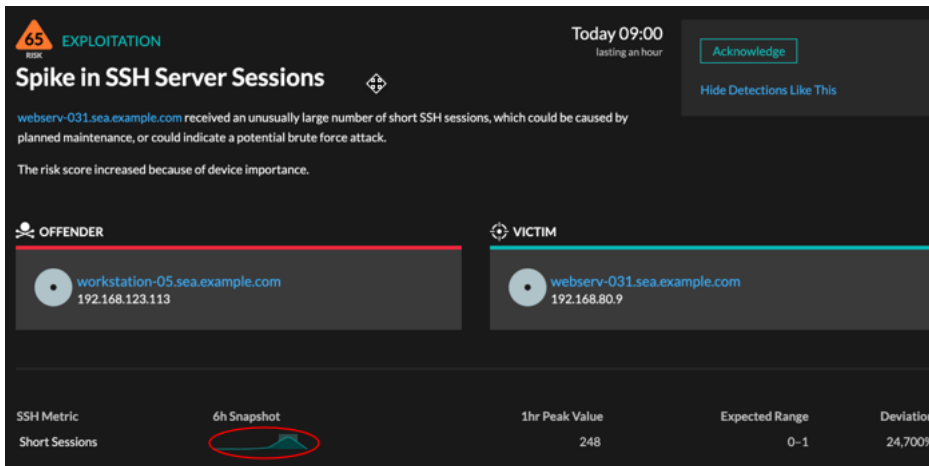 65
RISK
EXPLOITATION
Spike in SSH Server Sessions
Today 09:00
lasting an hour
Acknowledge
Hide Detections Like This
webserv-031.sea.example.com received an unusually large number of short SSH sessions, which could be caused by
planned maintenance, or could indicate a potential brute force attack.
The risk score increased because of device importance.
OFFENDER
workstation-05.sea.example.com
192.168.123.113
VICTIM
webserv-031.sea.example.com
192.168.80.9
SSH Metric 6h Snapshot 1hr Peak Value Expected Range Deviation
Short Sessions 248 0–1 24,700%